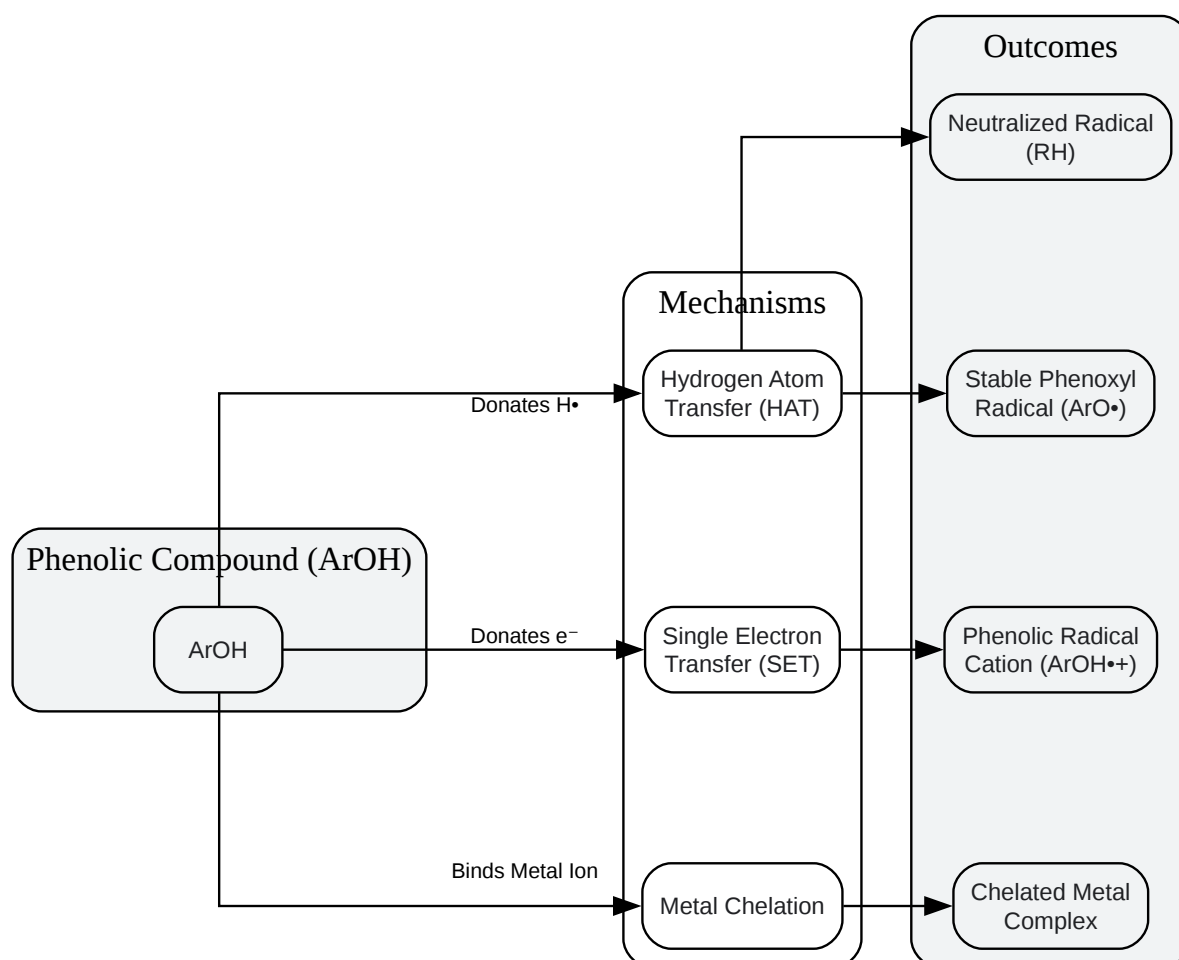 Outcomes
Neutralized Radical
(RH)
Mechanisms
Hydrogen Atom
Transfer (HAT)
Stable Phenoxyl
Radical (ArO•)
Donates H•
Phenolic Compound (ArOH)
ArOH
Donates e⁻
Single Electron
Transfer (SET)
Phenolic Radical
Cation (ArOH•+)
Binds Metal Ion
Metal Chelation
Chelated Metal
Complex